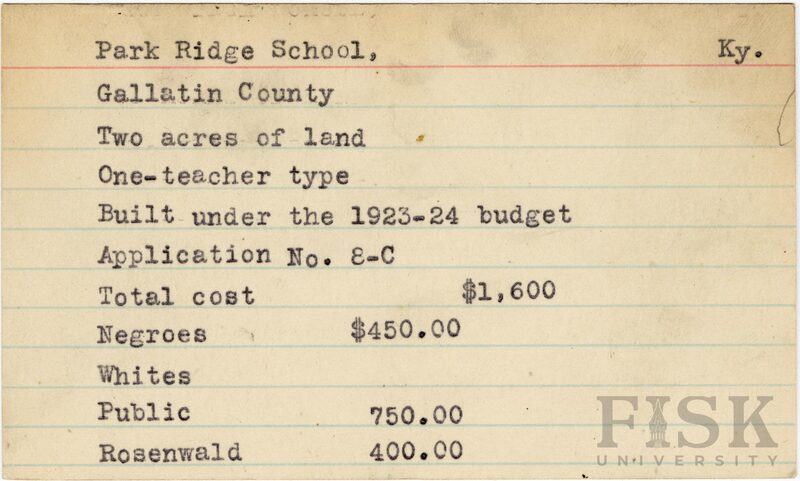 Park Ridge School, Ky.
Gallatin County
Two acres of land
One-teacher type
Built under the 1923-24 budget
Application No. 8-C
Total cost $1,600
Negroes $450.00
Whites
Public 750.00
Rosenwald 400.00
FISK
UNIVERSITY